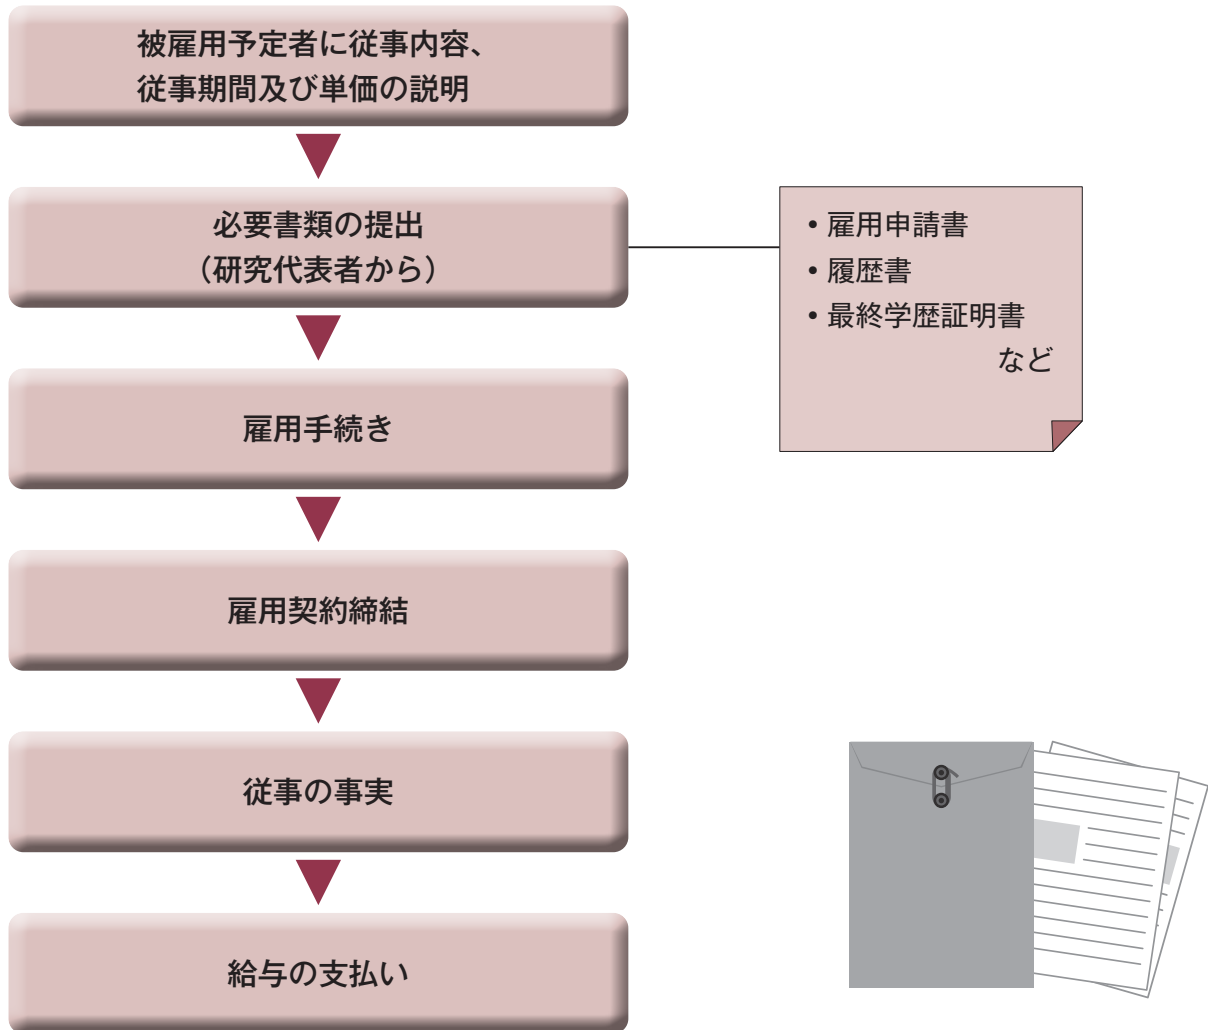 被雇用予定者に従事内容、
従事期間及び単価の説明
必要書類の提出
（研究代表者から）
• 雇用申請書
• 履歴書
• 最終学歴証明書
など
雇用手続き
雇用契約締結
従事の事実
給与の支払い